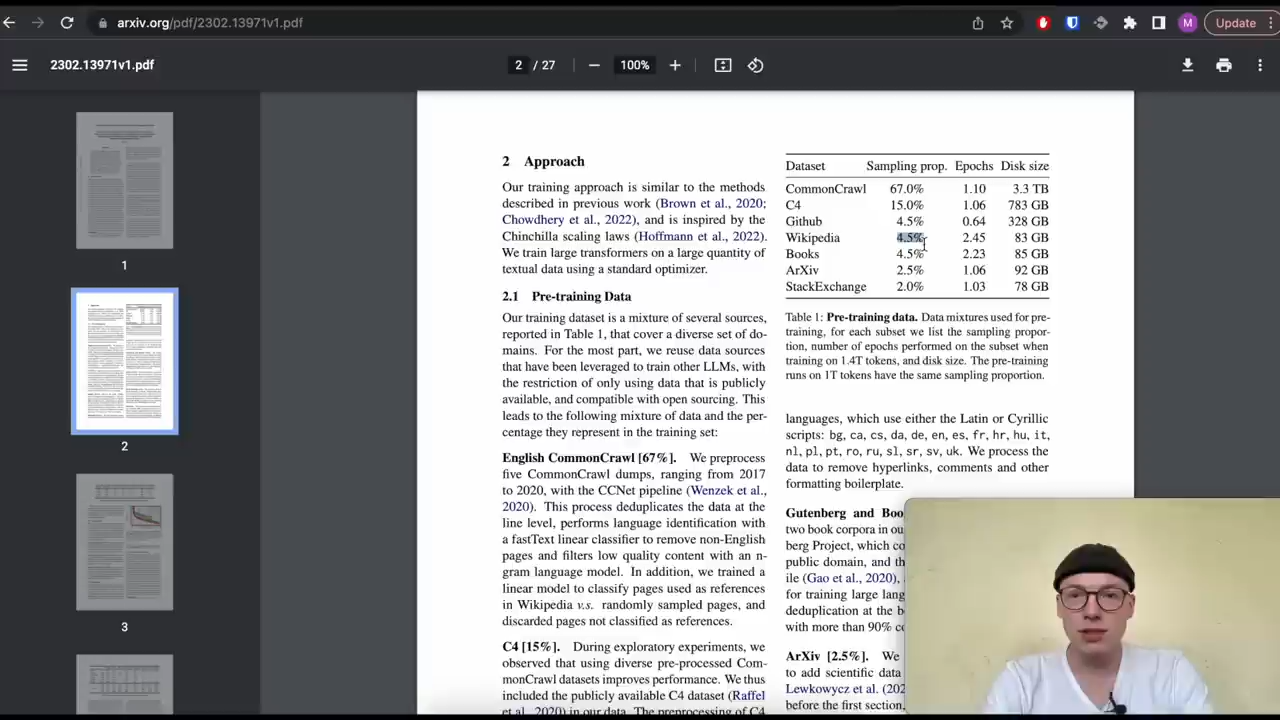 arxiv.org/pdf/2302.13971v1.pdf
M
Update
2302.13971v1.pdf
2 / 27
100%
1
2
3
2 Approach
Our training approach is similar to the methods
described in previous work (Brown et al., 2020;
Chowdhery et al., 2022), and is inspired by the
Chinchilla scaling laws (Hoffmann et al., 2022).
We train large transformers on a large quantity of
textual data using a standard optimizer.
2.1 Pre-training Data
Our training dataset is a mixture of several sources,
reported in Table 1, that cover a diverse set of do-
mains. For the most part, we reuse data sources
that have been leveraged to train other LLMs, with
the restriction of only using data that is publicly
available, and compatible with open sourcing. This
leads to the following mixture of data and the per-
centage they represent in the training set:
English CommonCrawl [67%]. We preprocess
five CommonCrawl dumps, ranging from 2017
to 2020, with the CCNet pipeline (Wenzek et al.,
2020). This process deduplicates the data at the
line level, performs language identification with
a fastText linear classifier to remove non-English
pages and filters low quality content with an n-
gram language model. In addition, we trained a
linear model to classify pages used as references
in Wikipedia v.s. randomly sampled pages, and
discarded pages not classified as references.
C4 [15%]. During exploratory experiments, we
observed that using diverse pre-processed Com-
monCrawl datasets improves performance. We thus
included the publicly available C4 dataset (Raffel
et al., 2020) in our data. The preprocessing of C4
Dataset Sampling prop. Epochs Disk size
CommonCrawl 67.0% 1.10 3.3 TB
C4 15.0% 1.06 783 GB
Github 4.5% 0.64 328 GB
Wikipedia 4.5% 2.45 83 GB
Books 4.5% 2.23 85 GB
ArXiv 2.5% 1.06 92 GB
StackExchange 2.0% 1.03 78 GB
Table 1: Pre-training data. Data mixtures used for pre-
training, for each subset we list the sampling propor-
tion, number of epochs performed on the subset when
training on 1.4T tokens, and disk size. The pre-training
runs on 1T tokens have the same sampling proportion.
languages, which use either the Latin or Cyrillic
scripts: bg, ca, cs, da, de, en, es, fr, hr, hu, it,
nl, pl, pt, ro, ru, sl, sr, sv, uk. We process the
data to remove hyperlinks, comments and other
formatting boilerplate.
Gutenberg and Boo
two book corpora in ou
berg Project, which co
public domain, and th
ile (Gao et al., 2020),
for training large lang
deduplication at the b
with more than 90% co
ArXiv [2.5%]. We
to add scientific data
Lewkowycz et al. (202
before the first section,